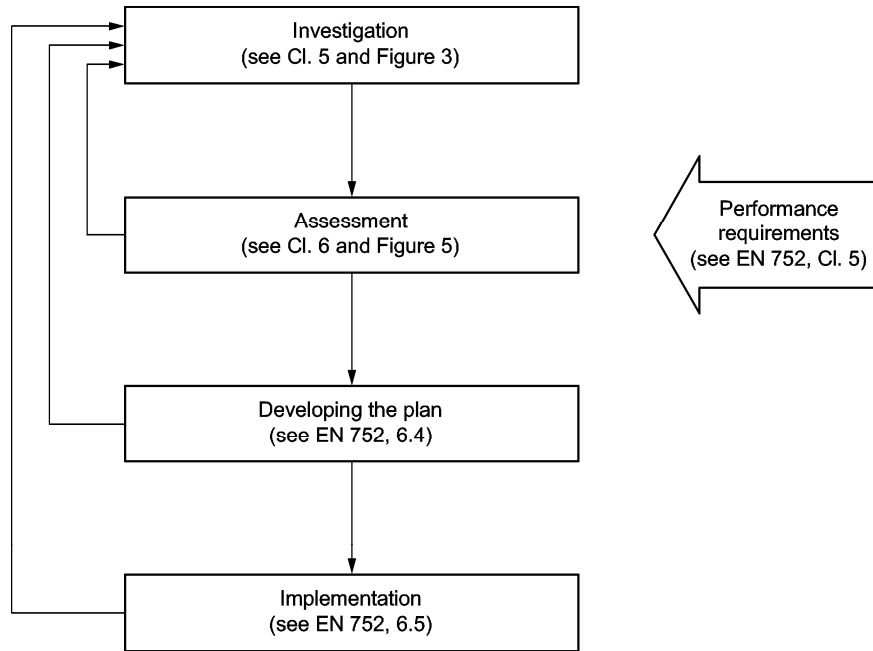 Investigation
(see Cl. 5 and Figure 3)
Assessment
(see Cl. 6 and Figure 5)
Performance
requirements
(see EN 752, Cl. 5)
Developing the plan
(see EN 752, 6.4)
Implementation
(see EN 752, 6.5)